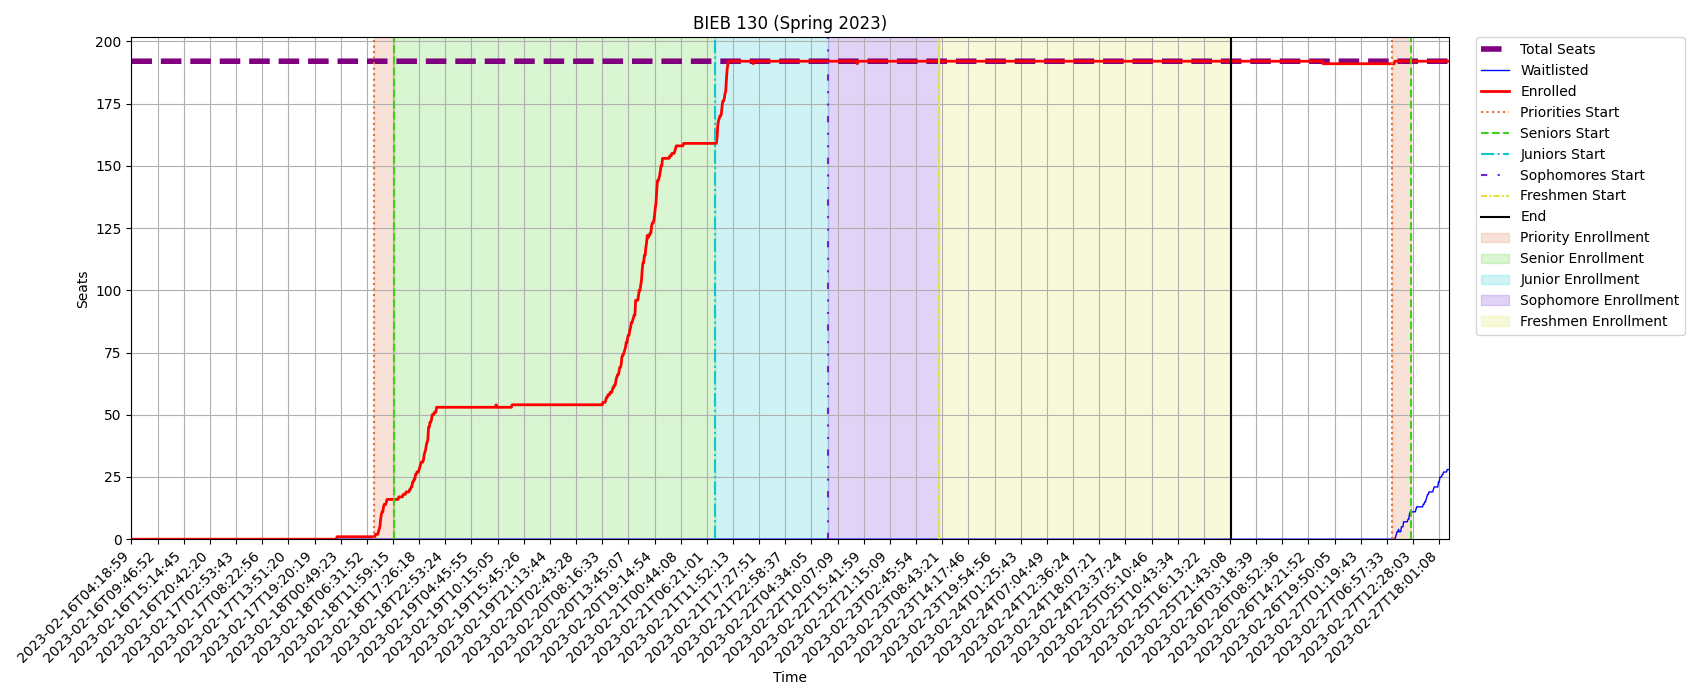 BIEB 130 (Spring 2023)
Seats
200
175
150
125
100
75
50
25
0
2023-02-16T04:18:59
2023-02-16T09:46:52
2023-02-16T15:14:45
2023-02-16T20:42:20
2023-02-17T02:53:43
2023-02-17T08:22:56
2023-02-17T13:51:20
2023-02-17T19:20:19
2023-02-18T00:49:23
2023-02-18T06:31:52
2023-02-18T11:59:15
2023-02-18T17:26:18
2023-02-18T22:53:24
2023-02-19T04:45:55
2023-02-19T10:15:05
2023-02-19T15:45:26
2023-02-19T21:13:44
2023-02-20T02:43:28
2023-02-20T08:16:33
2023-02-20T13:45:07
2023-02-20T19:14:54
2023-02-21T00:44:08
2023-02-21T06:21:01
2023-02-21T11:52:13
2023-02-21T17:27:51
2023-02-21T22:58:37
2023-02-22T04:34:05
2023-02-22T10:07:09
2023-02-22T15:41:59
2023-02-22T21:15:09
2023-02-23T02:45:54
2023-02-23T08:43:21
2023-02-23T14:17:46
2023-02-23T19:54:56
2023-02-24T01:25:43
2023-02-24T07:04:49
2023-02-24T12:36:24
2023-02-24T18:07:21
2023-02-24T23:37:24
2023-02-25T05:10:46
2023-02-25T10:43:34
2023-02-25T16:13:22
2023-02-25T21:43:08
2023-02-26T03:18:39
2023-02-26T08:52:36
2023-02-26T14:21:52
2023-02-26T19:50:05
2023-02-27T01:19:43
2023-02-27T06:57:33
2023-02-27T12:28:03
2023-02-27T18:01:08
Time
Total Seats
Waitlisted
Enrolled
Priorities Start
Seniors Start
Juniors Start
Sophomores Start
Freshmen Start
End
Priority Enrollment
Senior Enrollment
Junior Enrollment
Sophomore Enrollment
Freshmen Enrollment